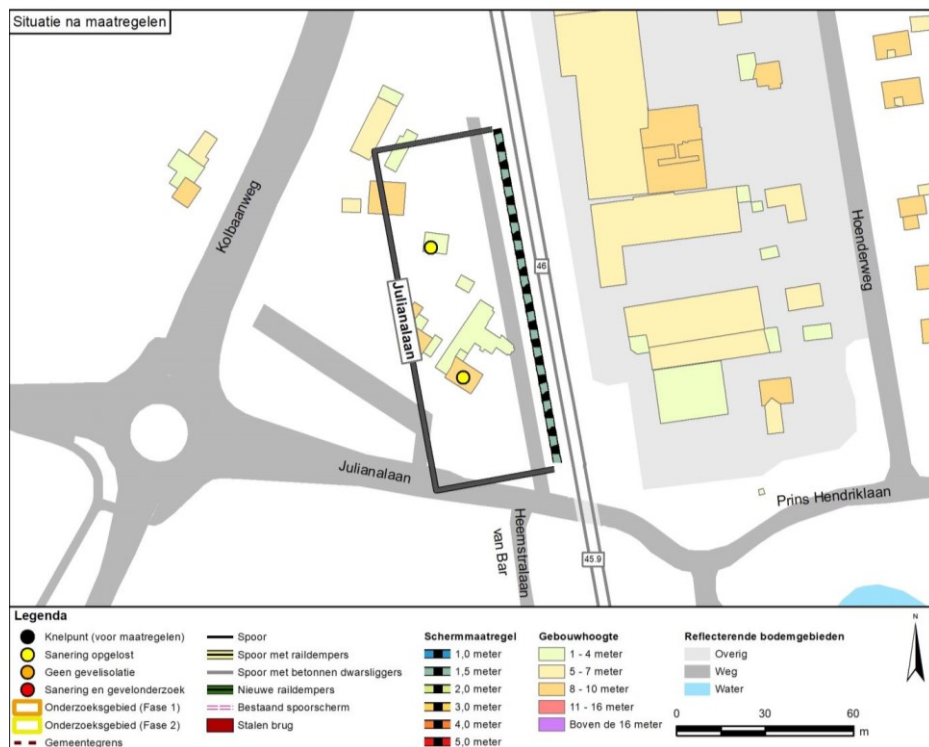 Situatie na maatregelen
Kolbaanweg
Julianalaan
46
Hoenderweg
Julianalaan
Prins Hendriklaan
Heemstralaan
van Bar
45.9
Legenda
Knelpunt (voor maatregelen)
Sanering opgelost
Geen gevelisolatie
Sanering en gevelonderzoek
Onderzoeksgebied (Fase 1)
Onderzoeksgebied (Fase 2)
Gemeentegrens
Spoor
Spoor met raildempers
Spoor met betonnen dwarsliggers
Nieuwe raildempers
Bestaand spoorscherm
Stalen brug
Schermmaatregel
1,0 meter
1,5 meter
2,0 meter
3,0 meter
4,0 meter
5,0 meter
Gebouwhoogte
1 - 4 meter
5 - 7 meter
8 - 10 meter
11 - 16 meter
Boven de 16 meter
Reflecterende bodemgebieden
Overig
Weg
Water
N
0 30 60
m